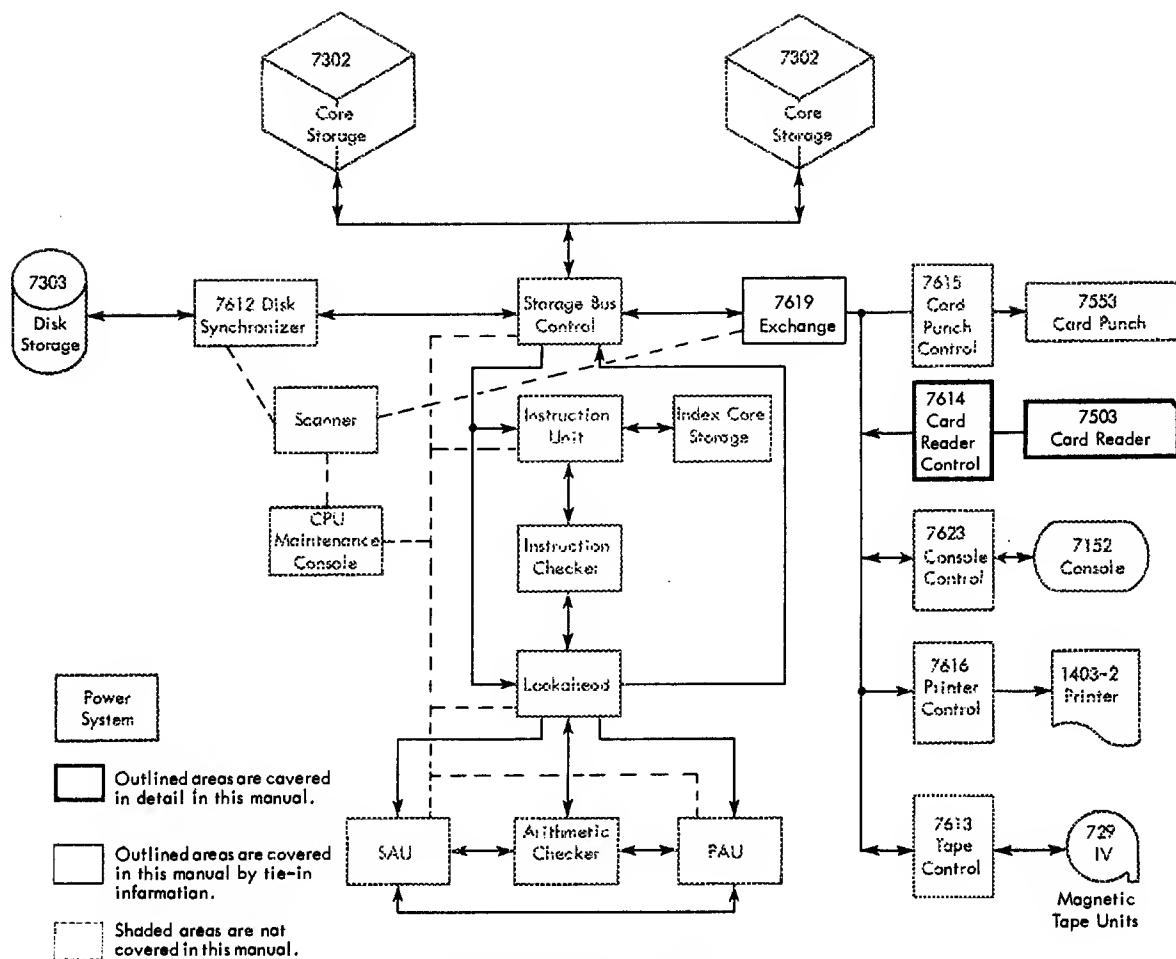 7302
Core
Storage
7302
Core
Storage
7303
Disk
Storage
7612 Disk
Synchronizer
Storage Bus
Control
7619
Exchange
7615
Card
Punch
Control
7553
Card Punch
Scanner
Instruction
Unit
Index Core
Storage
7614
Card
Reader
Control
7503
Card Reader
CPU
Maintenance
Console
Instruction
Checker
7623
Console
Control
7152
Console
Lookahead
7616
Printer
Control
1403-2
Printer
Power
System
Outlined areas are cavered
in detail in this manual.
SAU
Arithmetic
Checker
PAU
7613
Tape
Control
729
IV
Magnetic
Tape Units
Outlined areas are covered
in this manual by tie-in
information.
Shaded areas are not
covered in this manual.